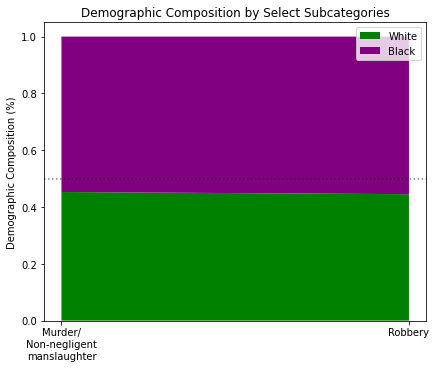 Demographic Composition by Select Subcategories
White
Black
Demographic Composition (%)
1.0
0.8
0.6
0.4
0.2
0.0
Murder/
Non-negligent
manslaughter
Robbery